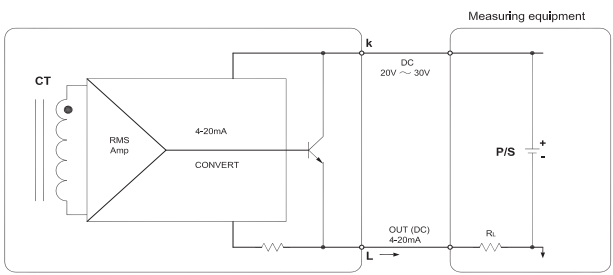 Measuring equipment
k
CT
DC
20V ～ 30V
RMS
Amp
4-20mA
CONVERT
P/S
+
-
OUT (DC)
4-20mA
L
RL